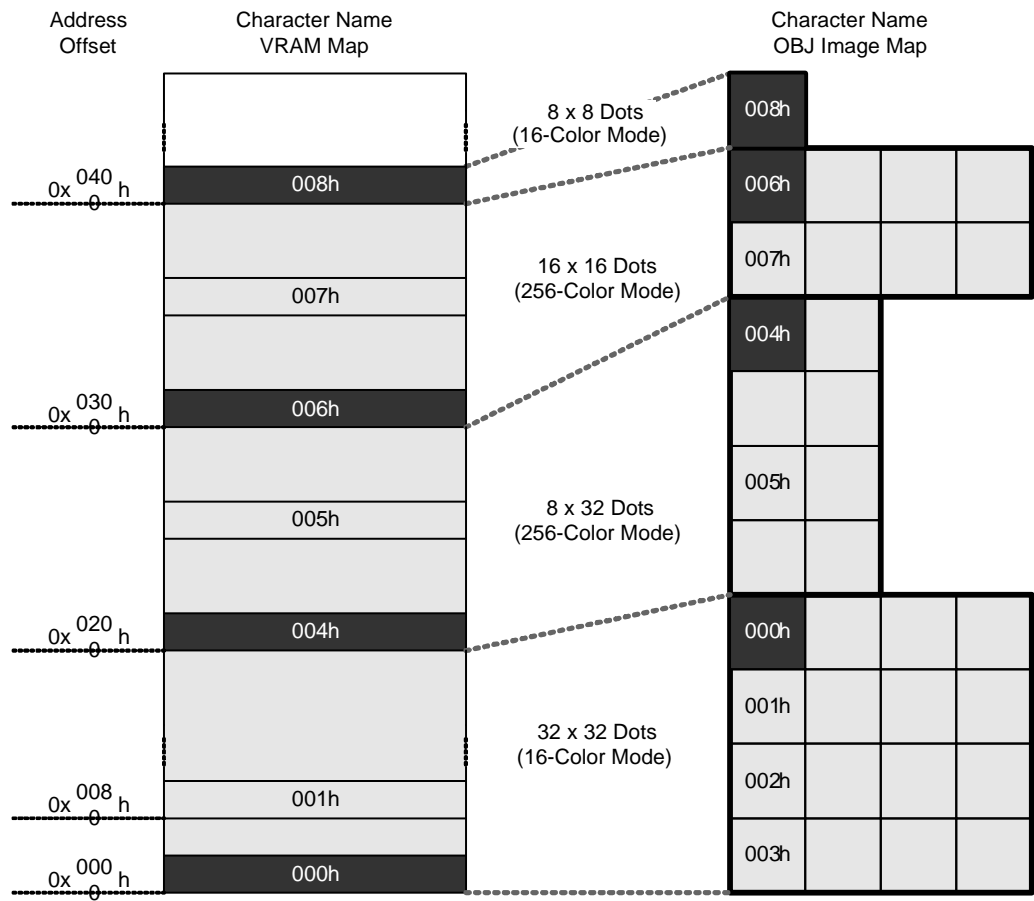 Address
Offset
Character Name
VRAM Map
Character Name
OBJ Image Map
8 x 8 Dots
(16-Color Mode)
008h
0x 040 h
0
008h
006h
007h
16 x 16 Dots
(256-Color Mode)
007h
004h
0x 030 h
0
006h
005h
8 x 32 Dots
(256-Color Mode)
005h
0x 020 h
0
004h
000h
001h
32 x 32 Dots
(16-Color Mode)
002h
0x 008 h
0
001h
003h
0x 000 h
0
000h